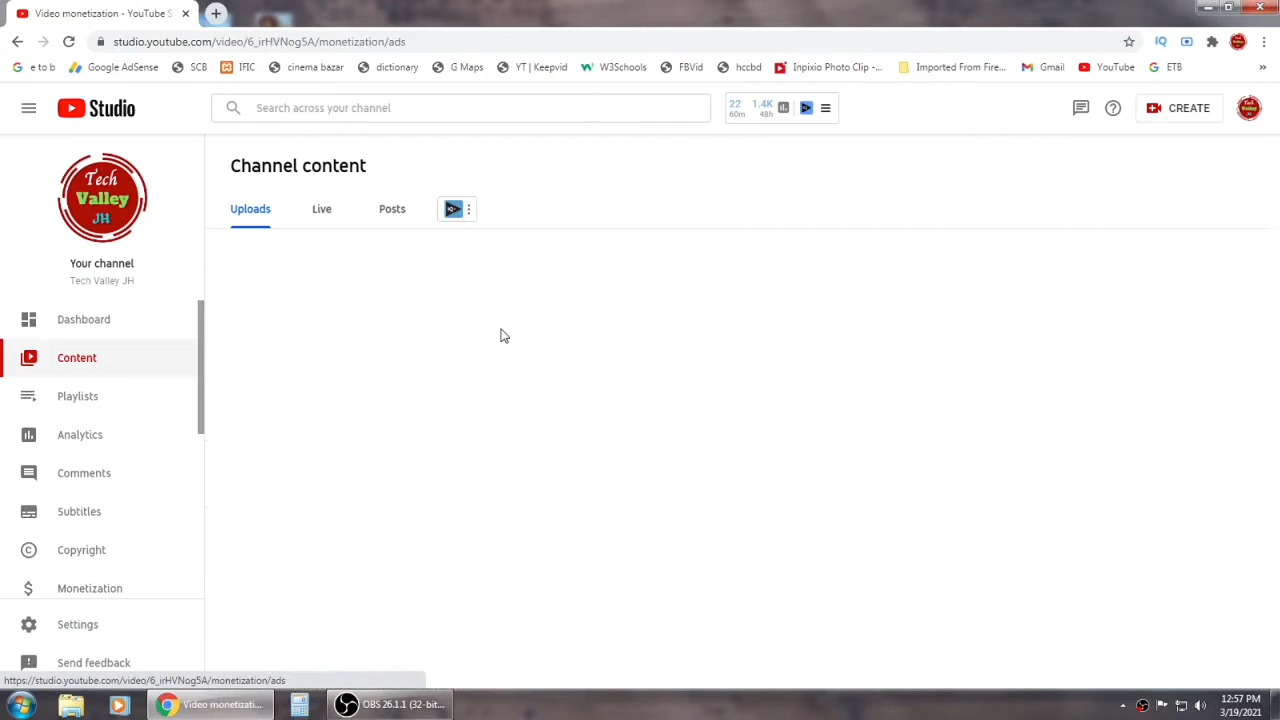 Video monetization - YouTube S
studio.youtube.com/video/6_irHVNog5A/monetization/ads
e to b
Google AdSense
SCB
IFIC
cinema bazar
dictionary
G Maps
YT | Keepvid
W3Schools
FBVid
hccbd
Inpixio Photo Clip -...
Imported From Fire...
Gmail
YouTube
ETB
Studio
Search across your channel
22 1.4K
60m 48h
CREATE
Tech
Valley
JH
Your channel
Tech Valley JH
Dashboard
Content
Playlists
Analytics
Comments
Subtitles
Copyright
Monetization
Settings
Send feedback
Channel content
Uploads
Live
Posts
https://studio.youtube.com/video/6_irHVNog5A/monetization/ads
Video monetizati...
OBS 26.1.1 (32-bit...
12:57 PM
3/19/2021